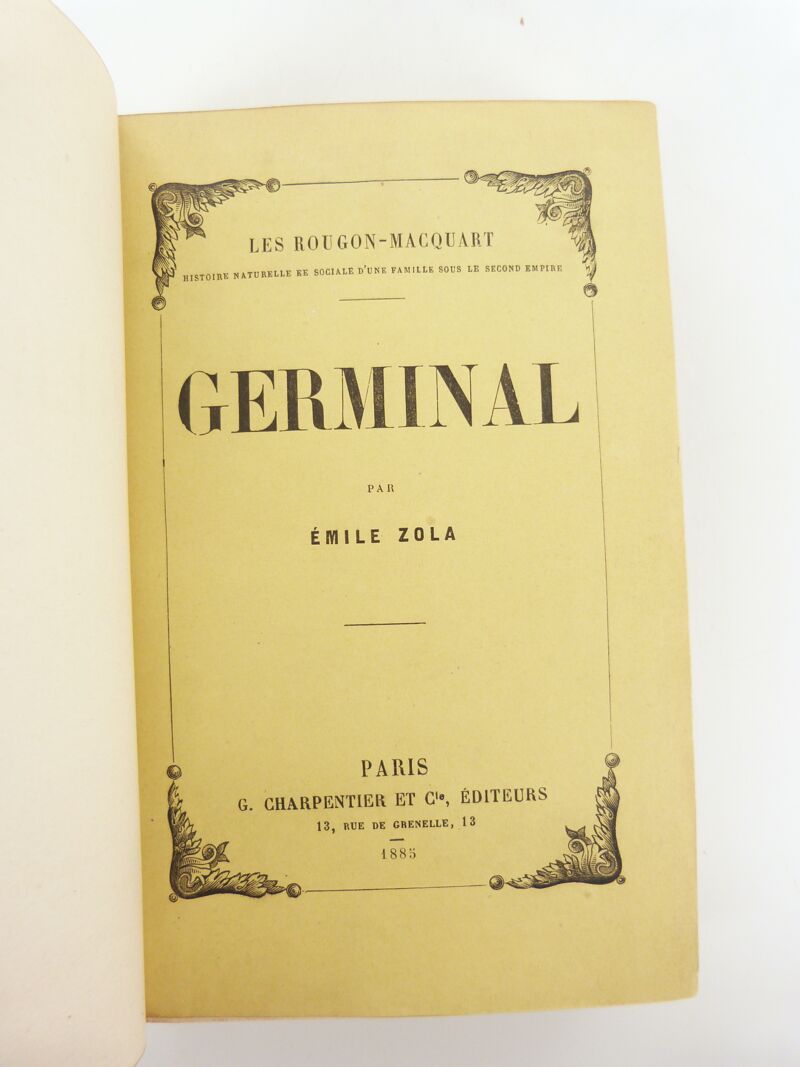 LES ROUGON-MACQUART
HISTOIRE NATURELLE EE SOCIALE D'UNE FAMILLE SOUS LE SECOND EMPIRE
GERMINAL
PAR
ÉMILE ZOLA
PARIS
G. CHARPENTIER ET Cie, ÉDITEURS
13, RUE DE GRENELLE, 13
1885